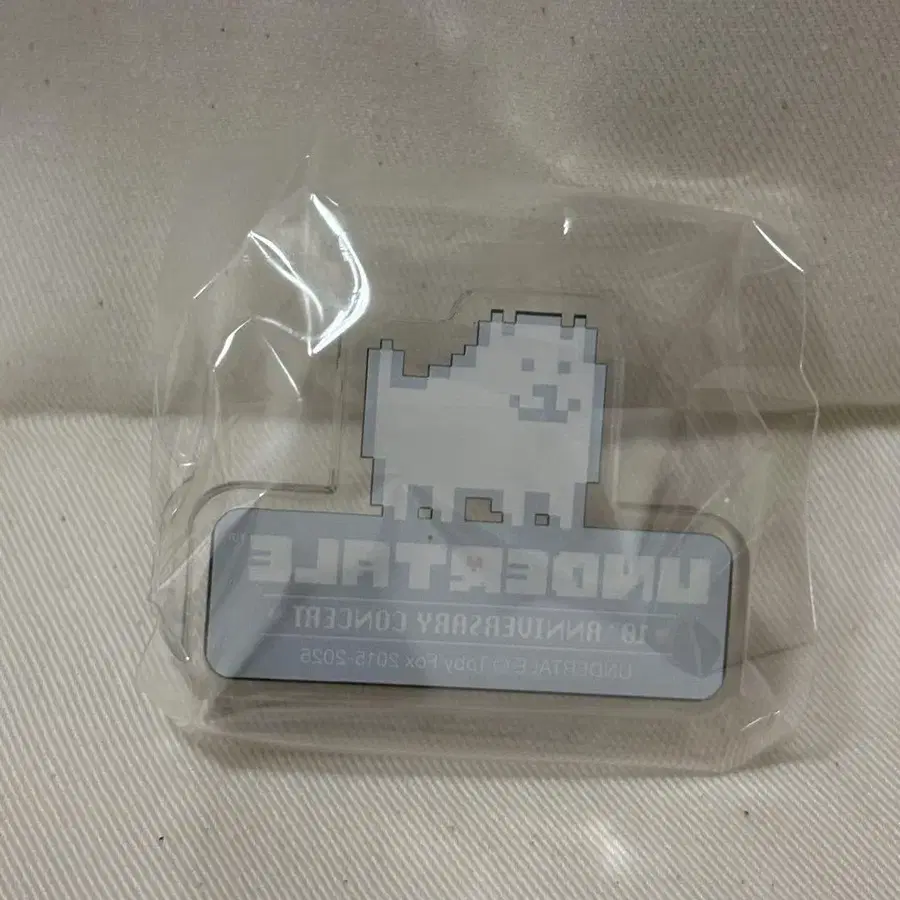 UNDERTALE
10th ANNIVERSARY CONCERT
UNDERTALE © Toby Fox 2015-2025